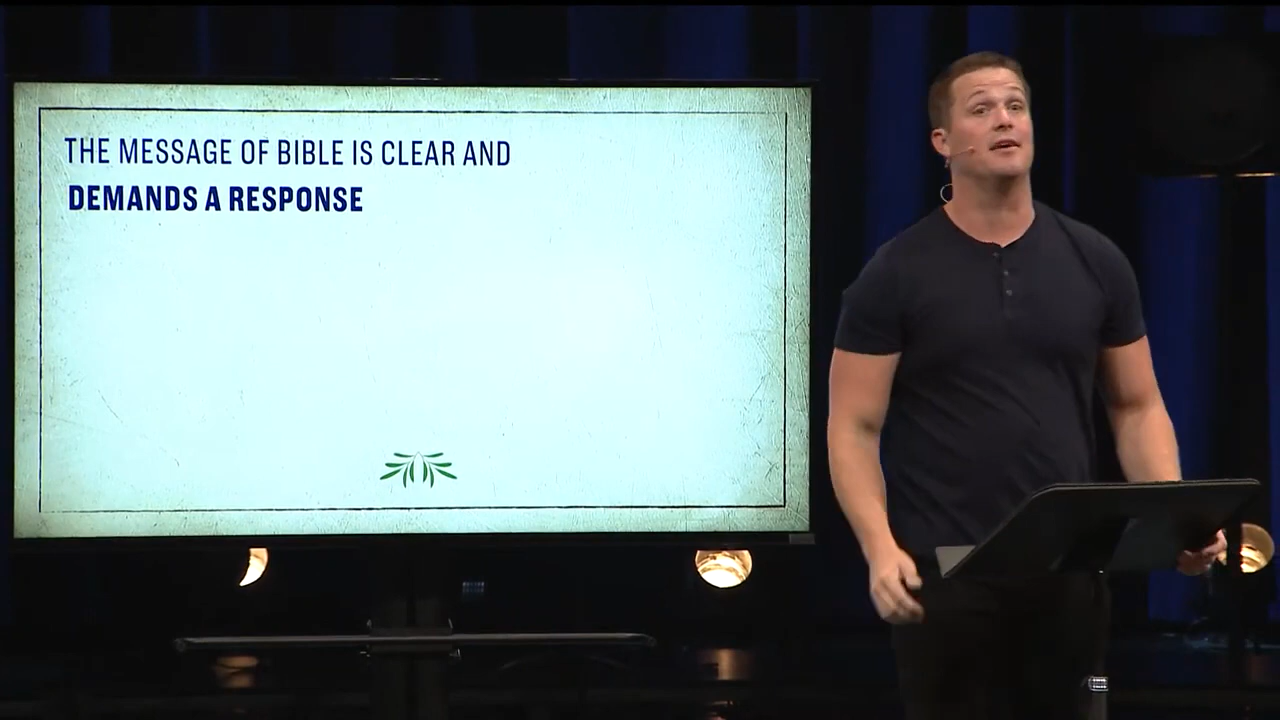 THE MESSAGE OF BIBLE IS CLEAR AND
DEMANDS A RESPONSE